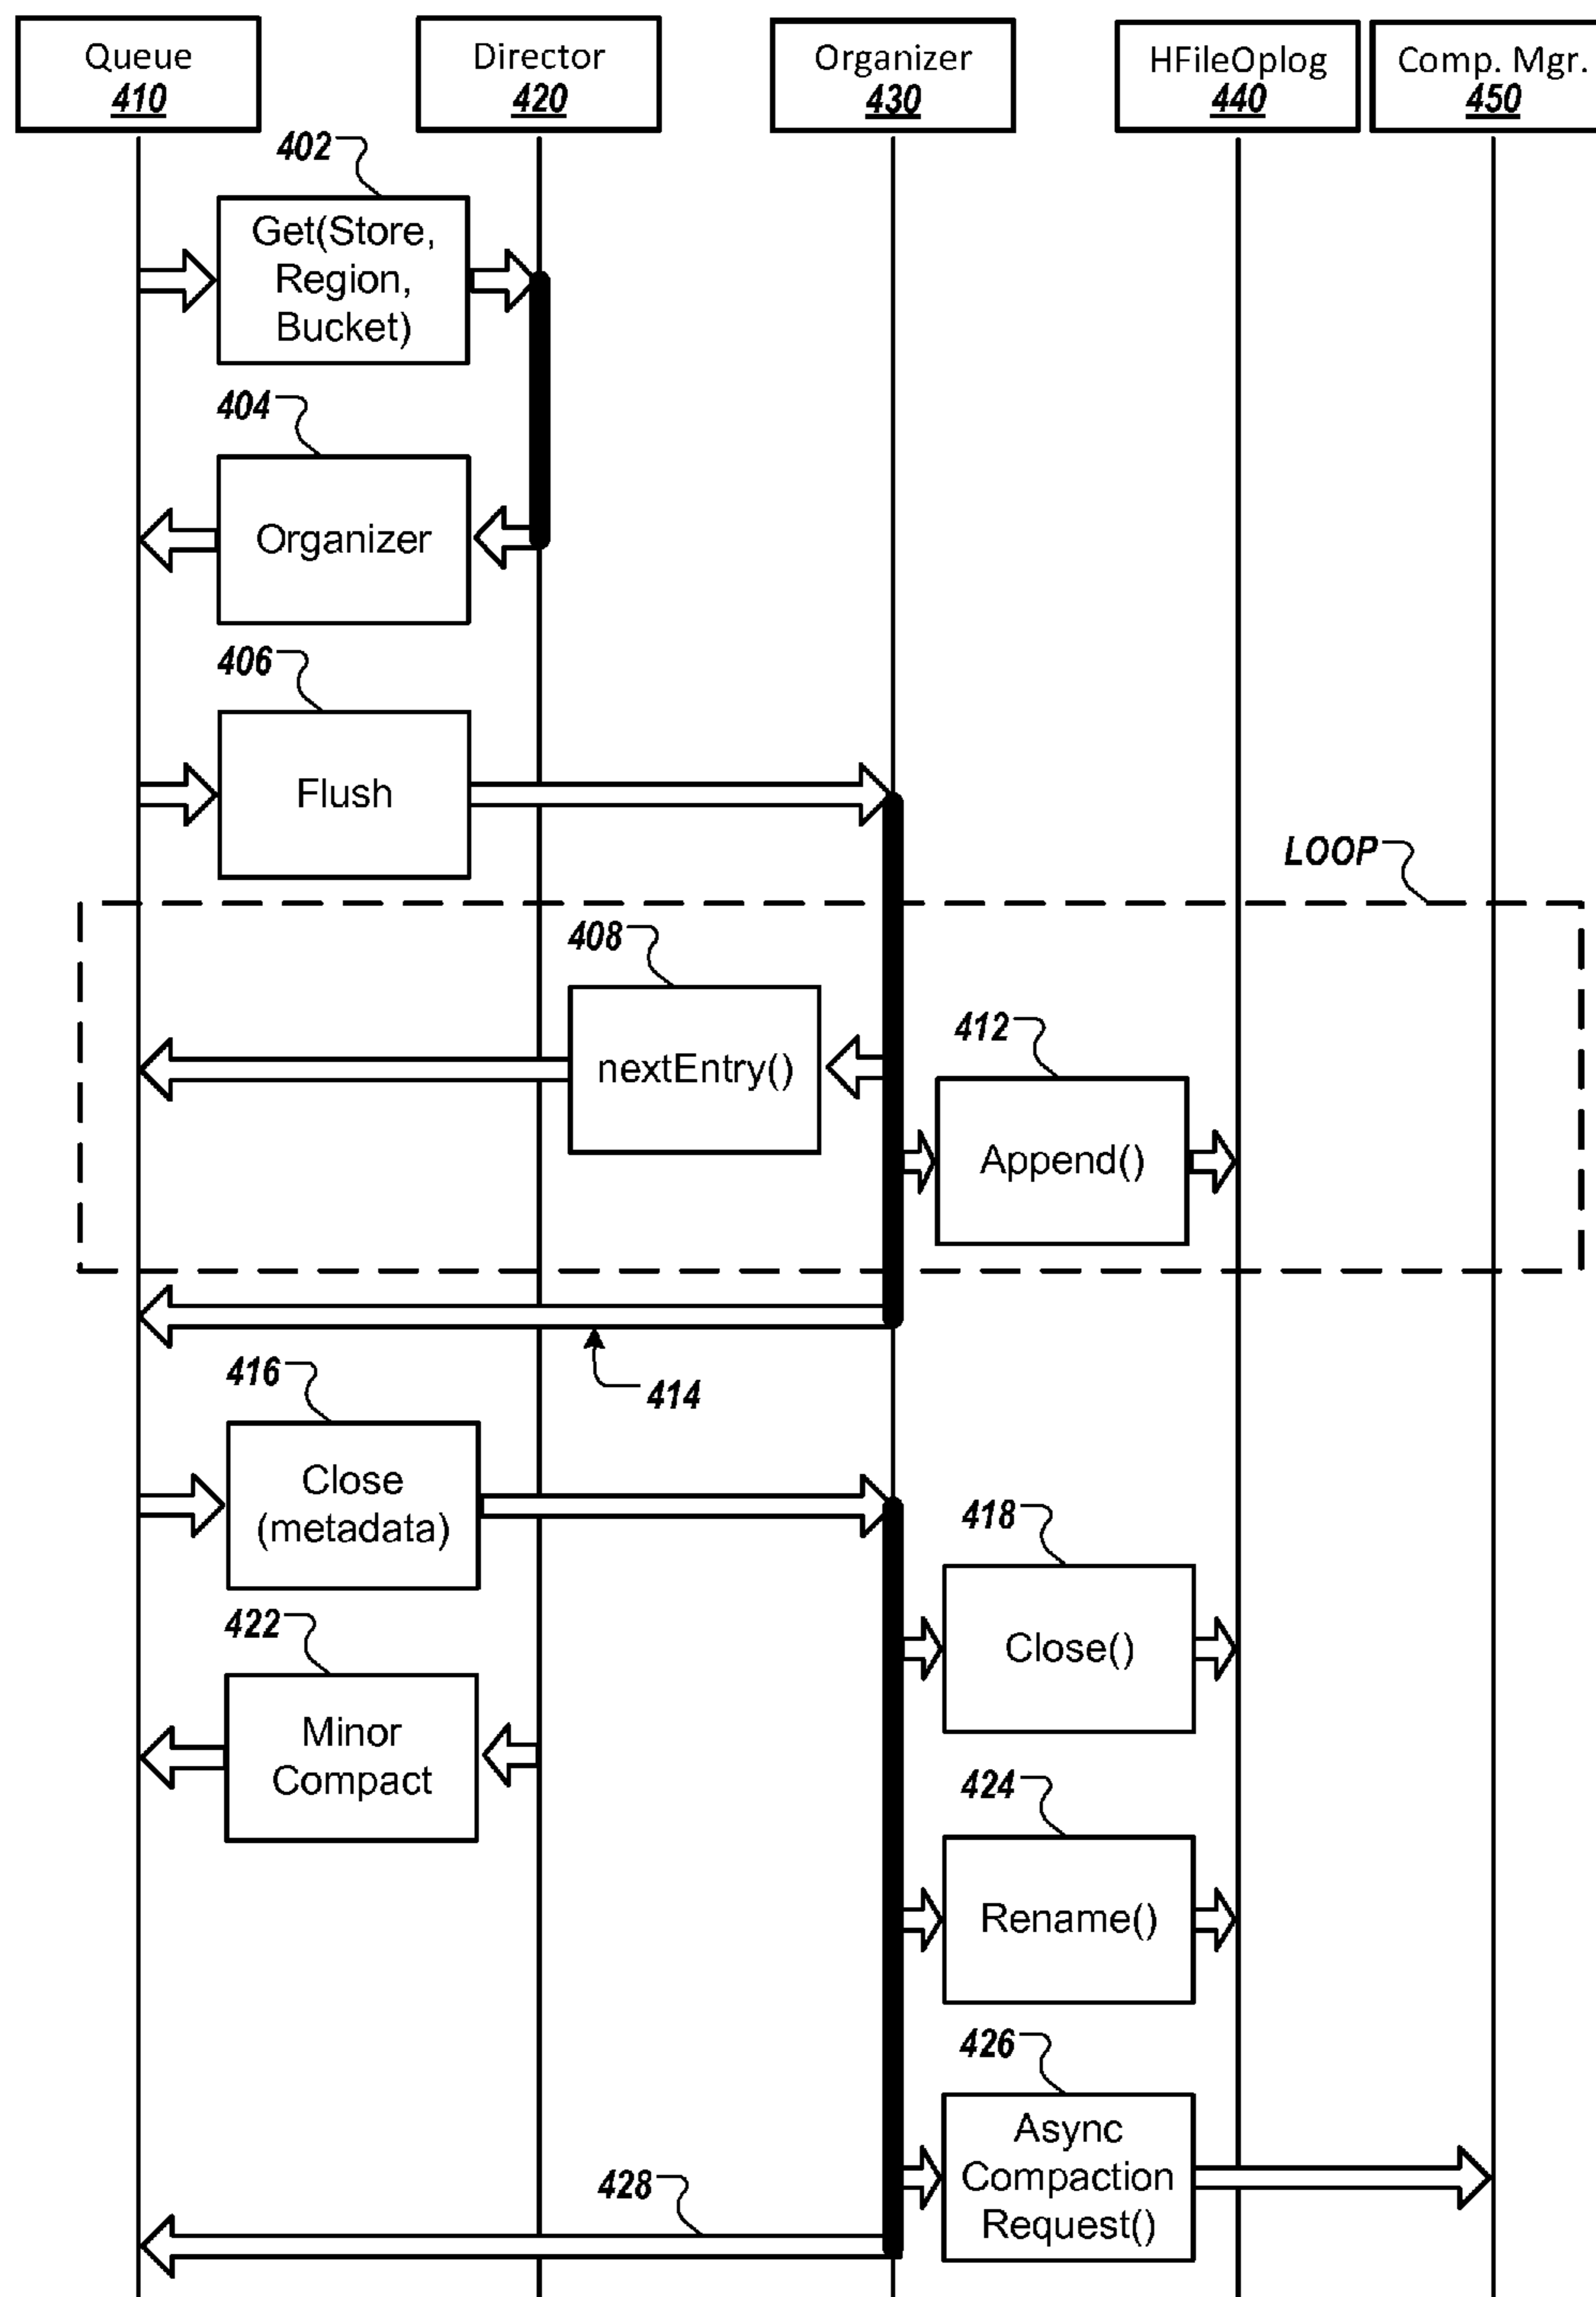 Queue
410
Director
420
Organizer
430
HFileOplog
440
Comp. Mgr.
450
402
Get(Store,
Region,
Bucket)
404
Organizer
406
Flush
LOOP
408
nextEntry()
412
Append()
414
416
Close
(metadata)
418
Close()
422
Minor
Compact
424
Rename()
426
Async
Compaction
Request()
428